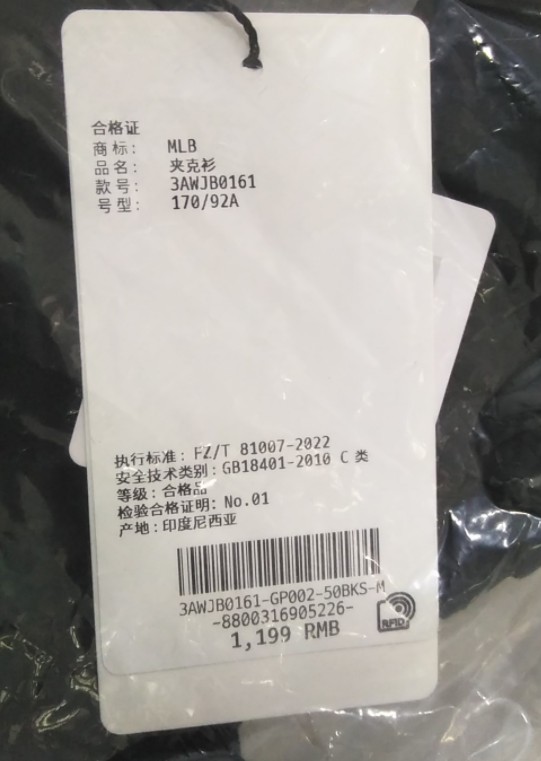 合格证
商标： MLB
品名： 夹克衫
款号： 3AWJB0161
号型： 170/92A
执行标准：FZ/T 81007-2022
安全技术类别：GB18401-2010 C 类
等级：合格品
检验合格证明：No.01
产地：印度尼西亚
3AWJB0161-GP002-50BKS-M
-8800316905226-
1,199 RMB
RFID